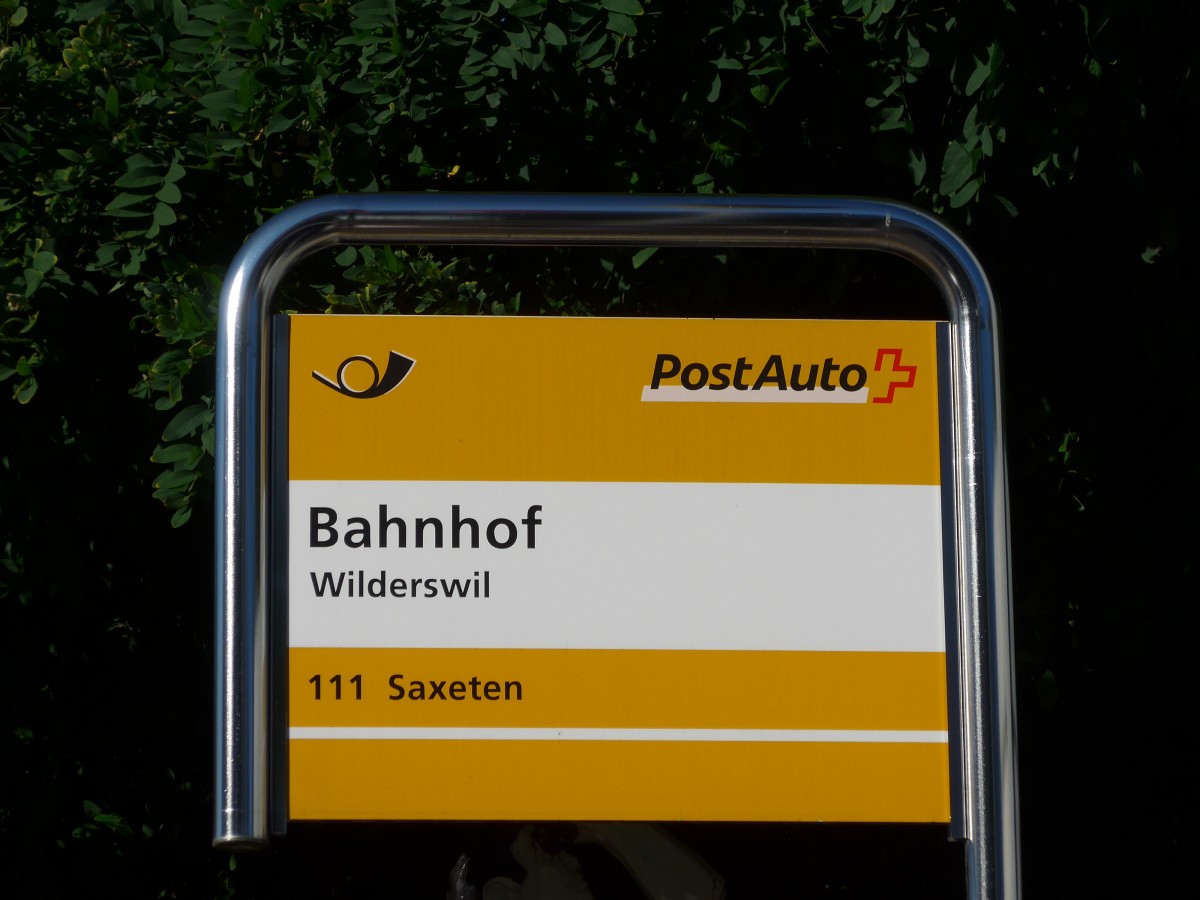 PostAuto
Bahnhof
Wilderswil
111 Saxeten